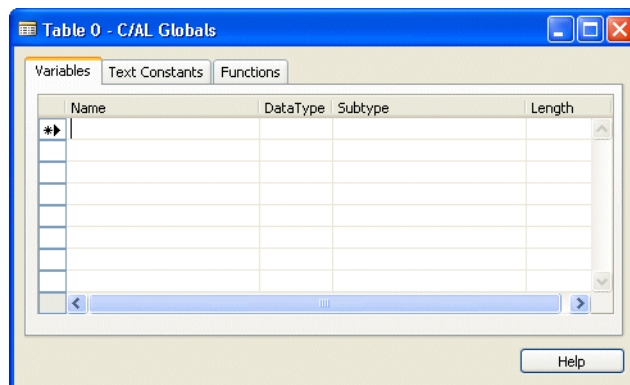 Table 0 - C/AL Globals
Variables Text Constants Functions
Name DataType Subtype Length
Help